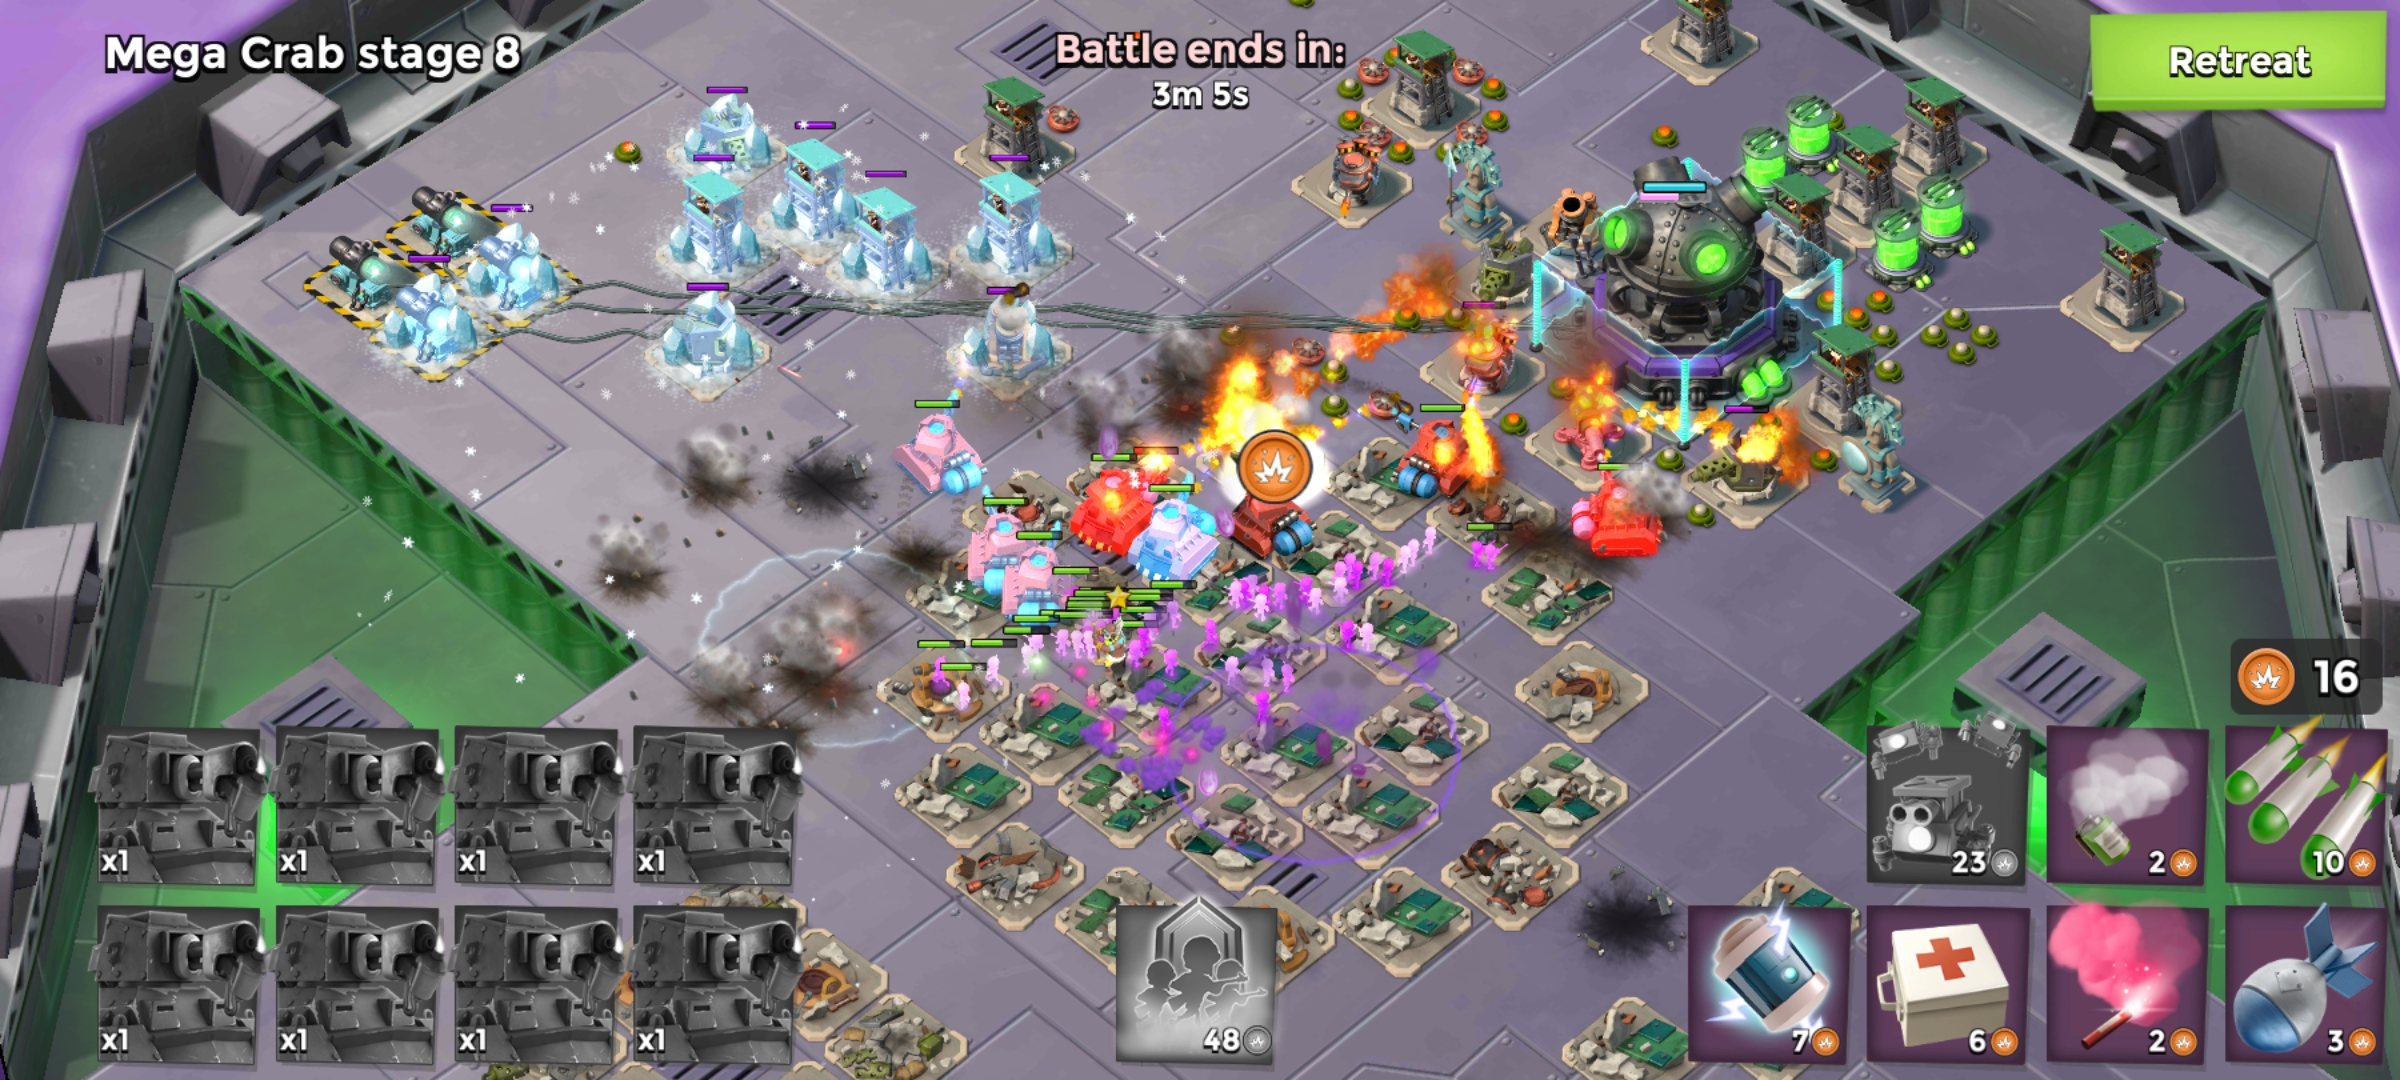 Mega Crab stage 8
Battle ends in:
3m 5s
Retreat
16
x1
x1
x1
x1
23
2
10
x1
x1
x1
x1
48
7
6
2
3